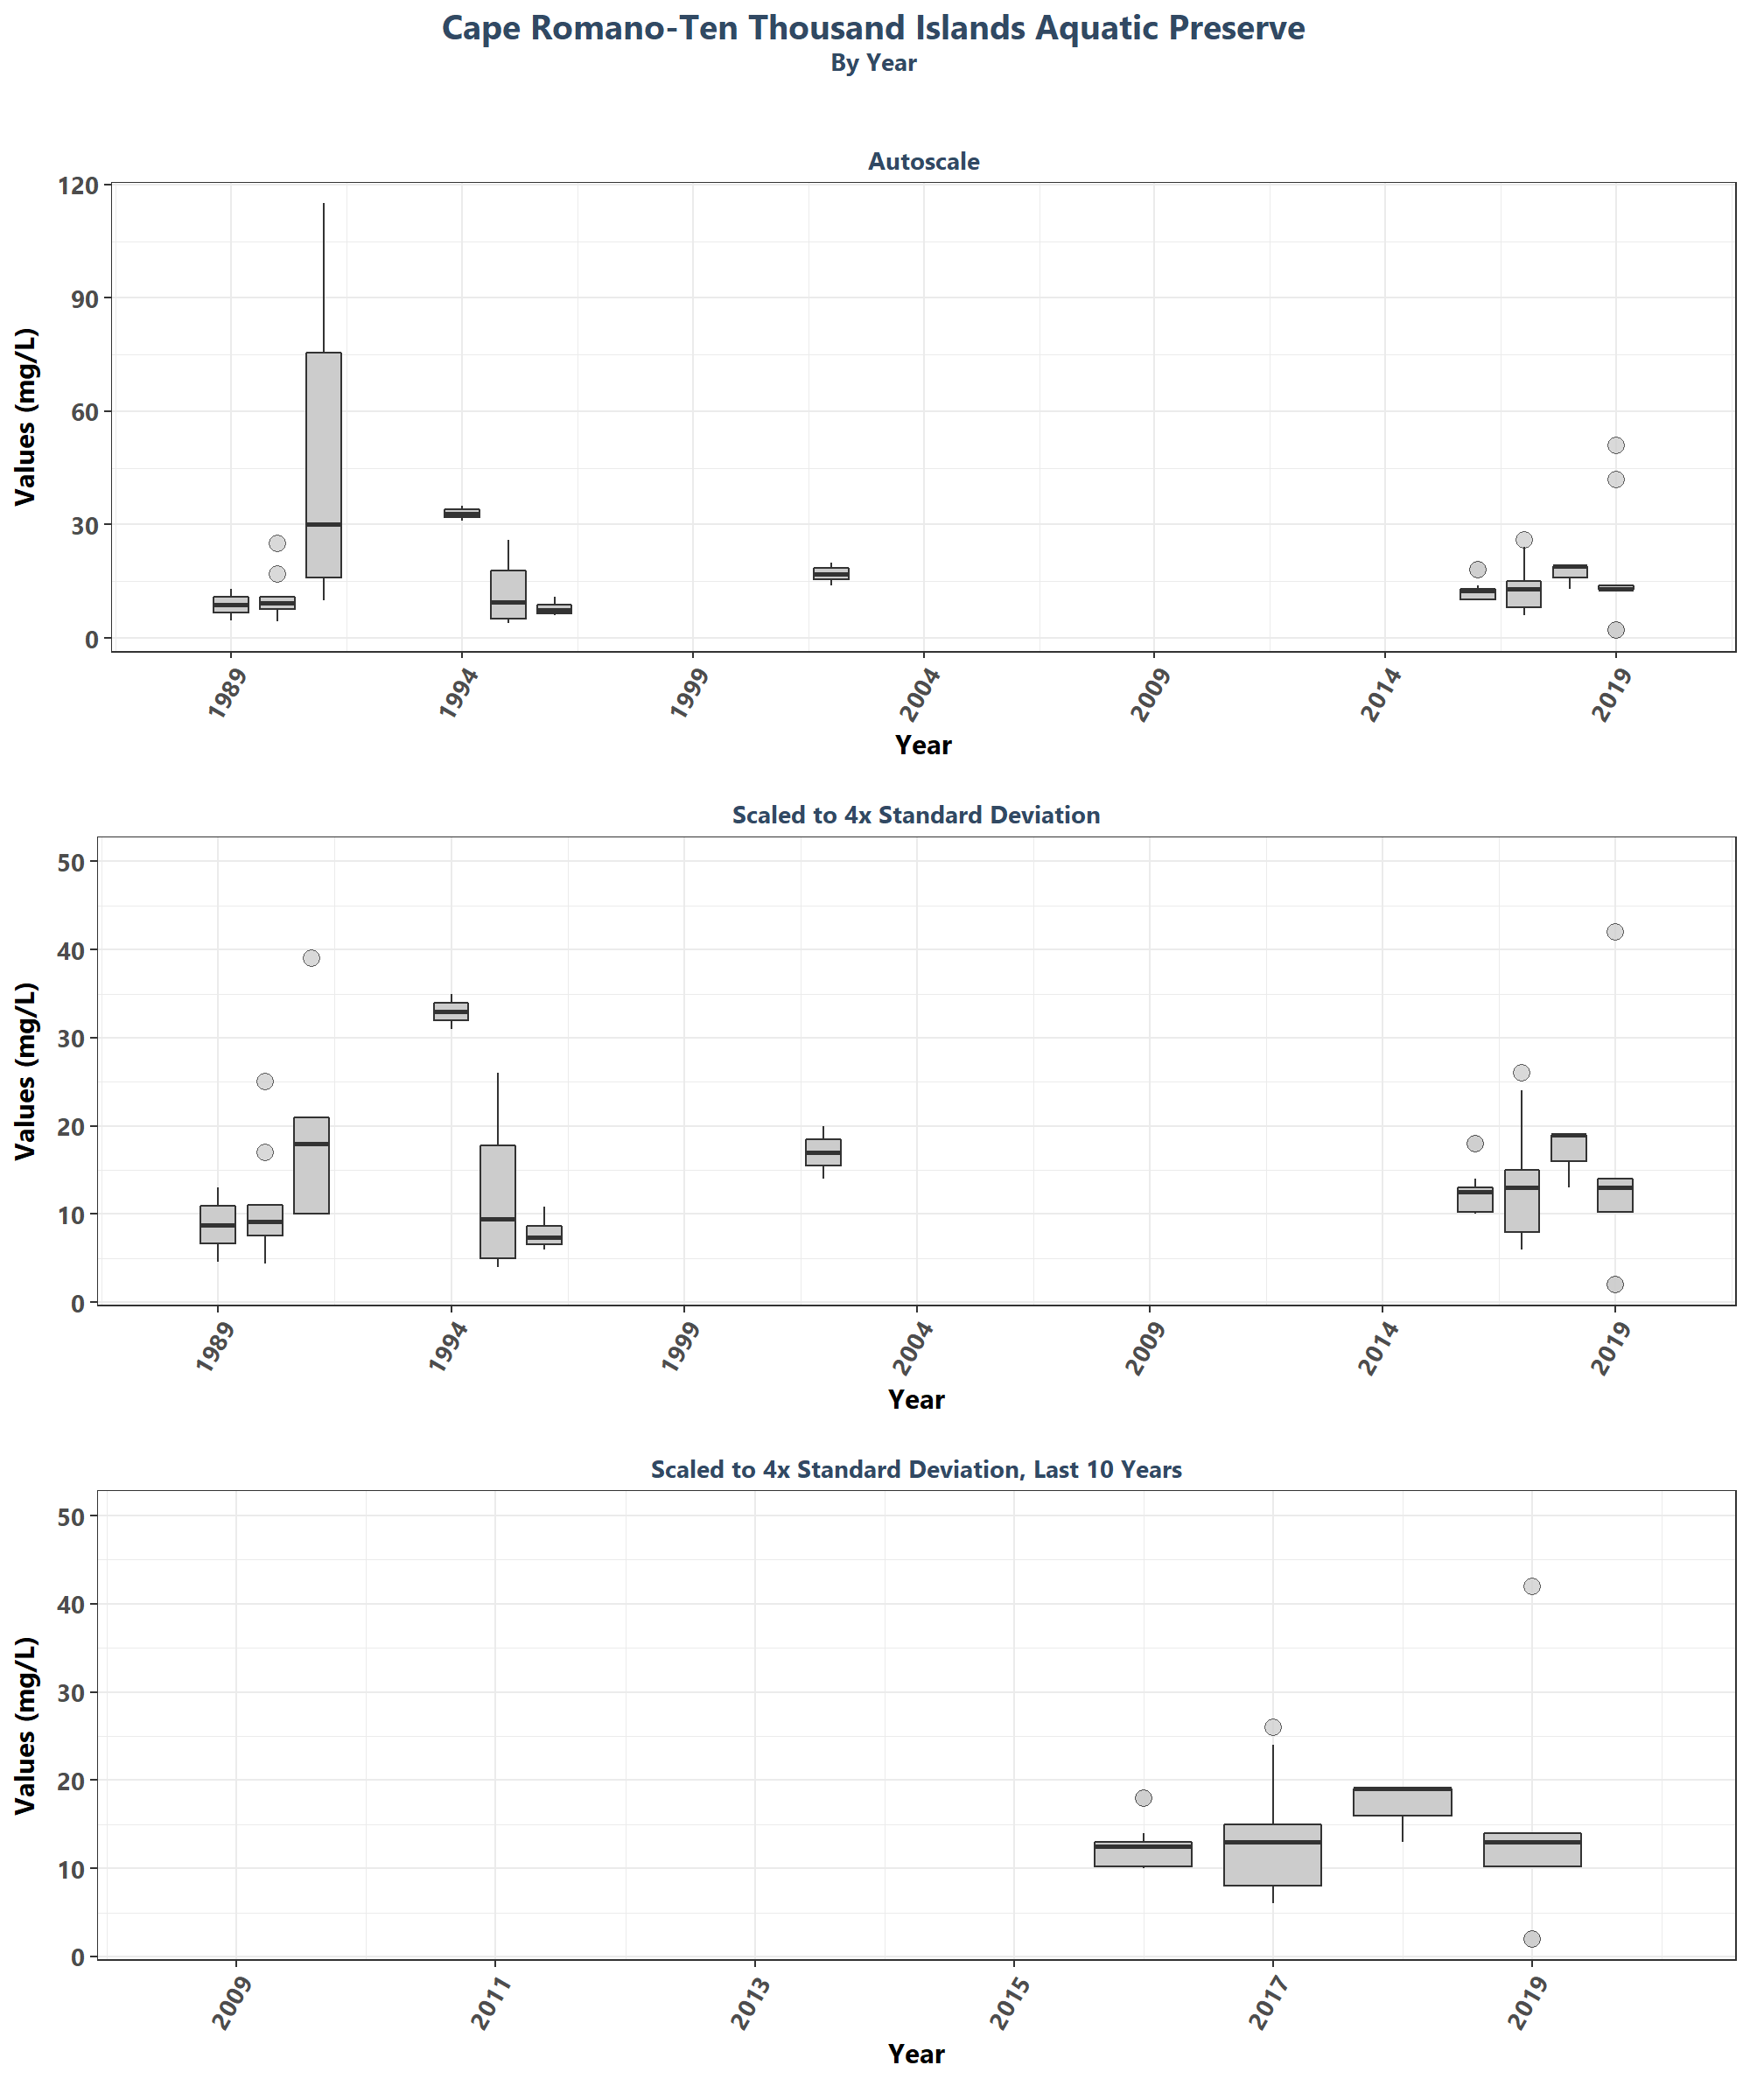 Cape Romano-Ten Thousand Islands Aquatic Preserve
By Year
Autoscale
Values (mg/L)
120
90
60
30
0
1989 1994 1999 2004 2009 2014 2019
Year
Scaled to 4x Standard Deviation
Values (mg/L)
50
40
30
20
10
0
1989 1994 1999 2004 2009 2014 2019
Year
Scaled to 4x Standard Deviation, Last 10 Years
Values (mg/L)
50
40
30
20
10
0
2009 2011 2013 2015 2017 2019
Year